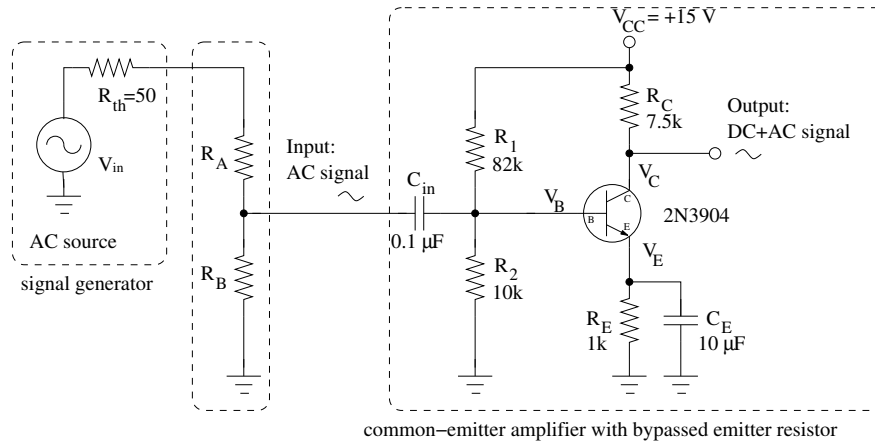 V_CC = +15 V
R_th=50
V_in
AC source
signal generator
R_A
R_B
Input:
AC signal
C_in
0.1 µF
R_1
82k
R_2
10k
V_B
R_C
7.5k
Output:
DC+AC signal
V_C
C
B
E
2N3904
V_E
R_E
1k
C_E
10 µF
common−emitter amplifier with bypassed emitter resistor